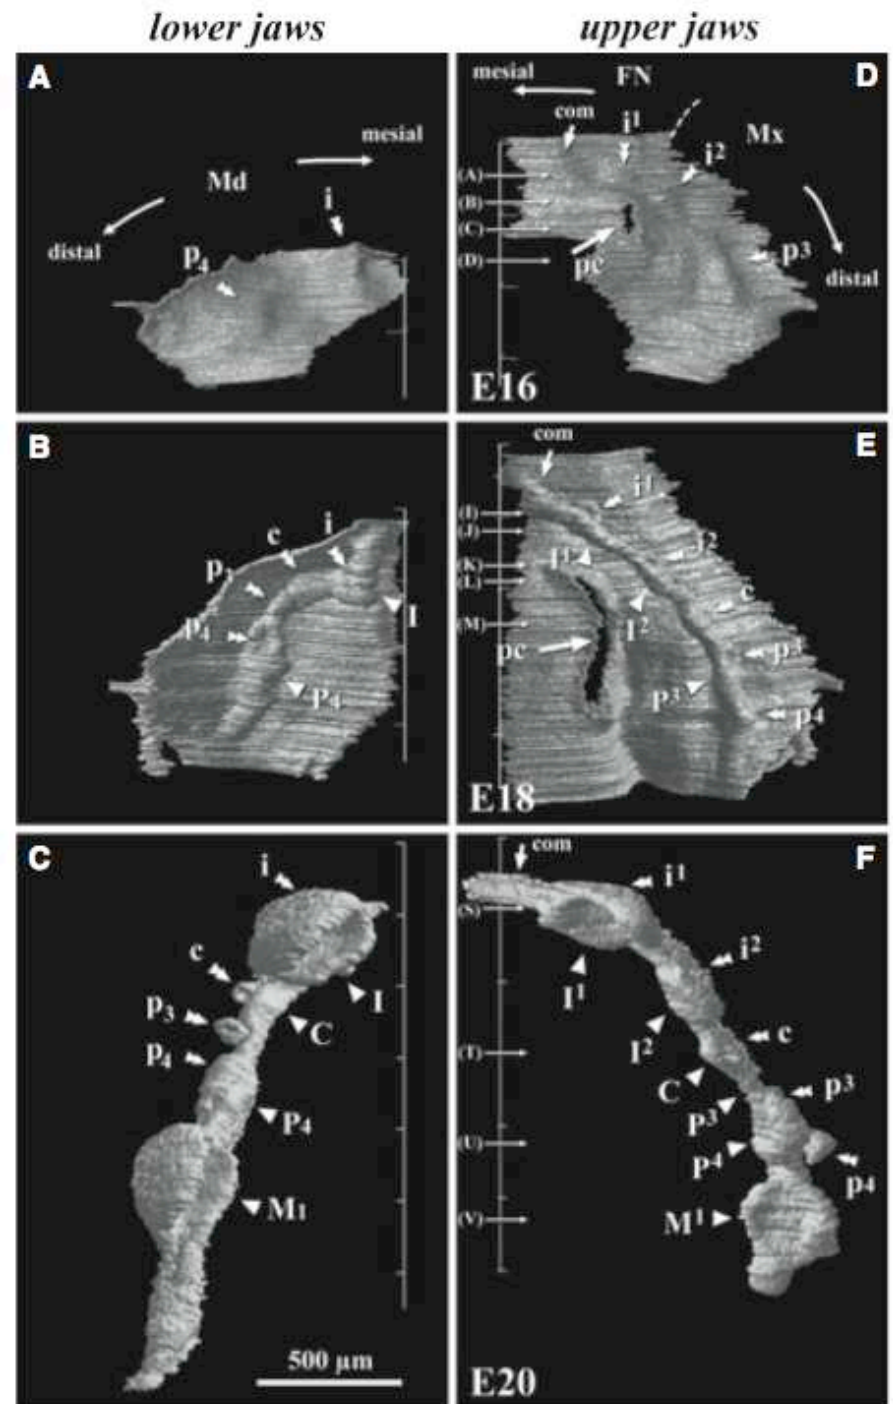 lower jaws
upper jaws
A
mesial
Md
i
distal
p4
D
mesial
FN
com
i1
i2
Mx
(A)
(B)
(C)
(D)
pc
p3
distal
E16
B
i
c
p3
p4
I
P4
E
com
i1
(I)
(J)
i2
I1
(K)
(L)
c
I2
(M)
pc
p3
P3
p4
E18
C
i
c
I
p3
C
p4
P4
M1
500 µm
F
com
i1
(S)
i2
I1
I2
c
(T)
C
p3
P3
(U)
P4
p4
M1
(V)
E20